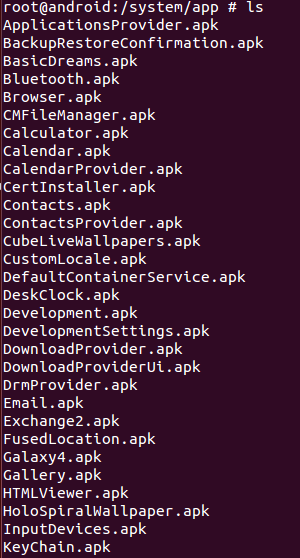 root@android:/system/app # ls
ApplicationsProvider.apk
BackupRestoreConfirmation.apk
BasicDreams.apk
Bluetooth.apk
Browser.apk
CMFileManager.apk
Calculator.apk
Calendar.apk
CalendarProvider.apk
CertInstaller.apk
Contacts.apk
ContactsProvider.apk
CubeLiveWallpapers.apk
CustomLocale.apk
DefaultContainerService.apk
DeskClock.apk
Development.apk
DevelopmentSettings.apk
DownloadProvider.apk
DownloadProviderUi.apk
DrmProvider.apk
Email.apk
Exchange2.apk
FusedLocation.apk
Galaxy4.apk
Gallery.apk
HTMLViewer.apk
HoloSpiralWallpaper.apk
InputDevices.apk
KeyChain.apk